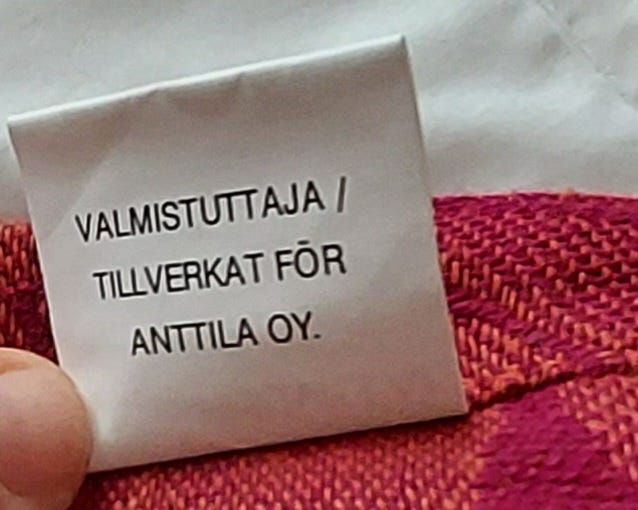 VALMISTUTTAJA /
TILLVERKAT FÖR
ANTTILA OY.